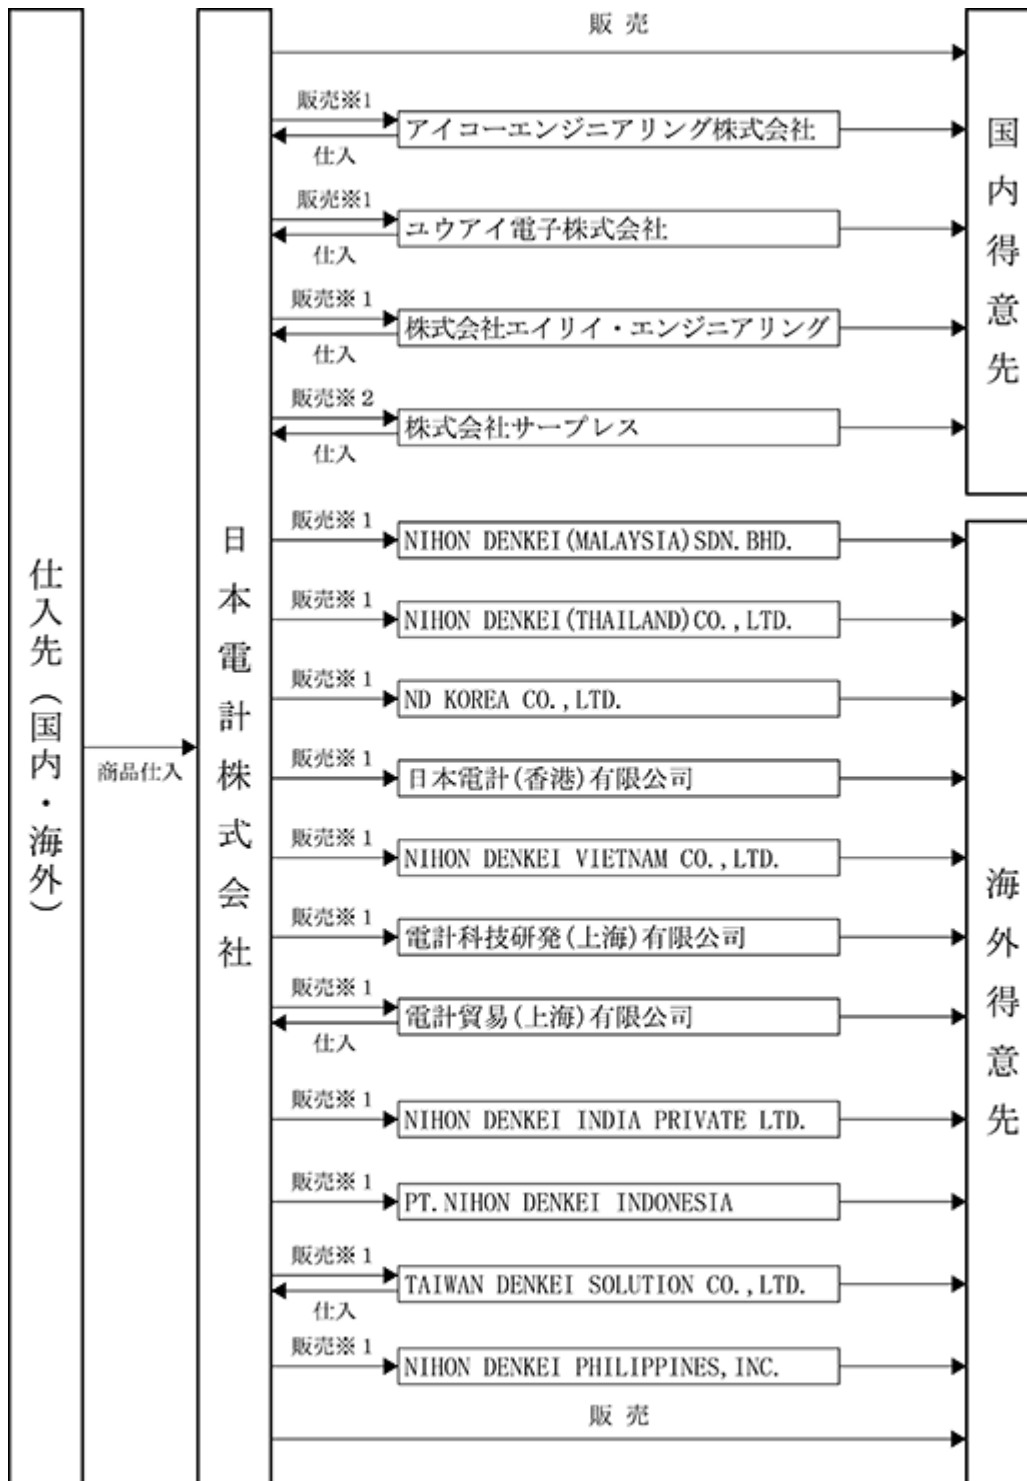 仕入先(国内・海外)
商品仕入
日本電計株式会社
販 売
販売※1
アイコーエンジニアリング株式会社
仕入
販売※1
ユウアイ電子株式会社
仕入
販売※1
株式会社エイリイ・エンジニアリング
仕入
販売※2
株式会社サープレス
仕入
国内得意先
販売※1
NIHON DENKEI(MALAYSIA)SDN.BHD.
販売※1
NIHON DENKEI(THAILAND)CO.,LTD.
販売※1
ND KOREA CO.,LTD.
販売※1
日本電計(香港)有限公司
販売※1
NIHON DENKEI VIETNAM CO.,LTD.
販売※1
電計科技研発(上海)有限公司
販売※1
電計貿易(上海)有限公司
仕入
販売※1
NIHON DENKEI INDIA PRIVATE LTD.
販売※1
PT.NIHON DENKEI INDONESIA
販売※1
TAIWAN DENKEI SOLUTION CO.,LTD.
仕入
販売※1
NIHON DENKEI PHILIPPINES,INC.
販 売
海外得意先